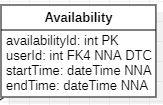 Availability
availabilityId: int PK
userId: int FK4 NNA DTC
startTime: dateTime NNA
endTime: dateTime NNA